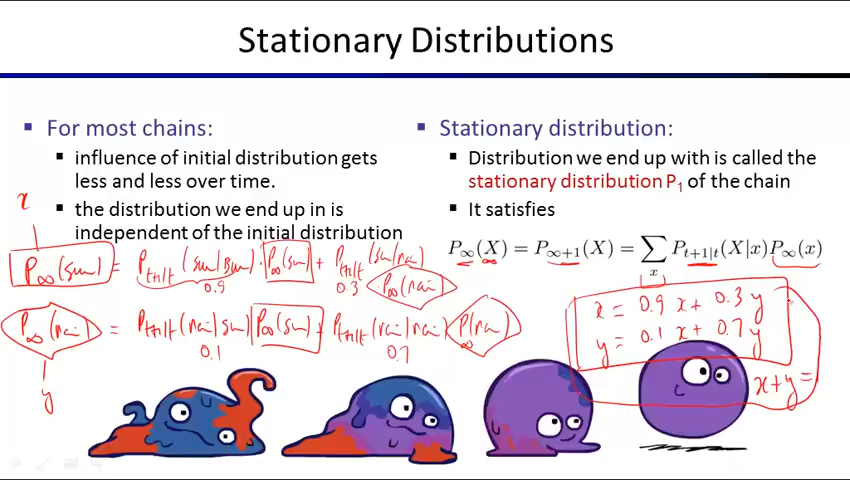 Stationary Distributions
For most chains:
influence of initial distribution gets
less and less over time.
the distribution we end up in is
independent of the initial distribution
Stationary distribution:
Distribution we end up with is called the
stationary distribution P₁ of the chain
It satisfies
P∞(X) = P∞+1(X) = ∑x Pt+1|t(X|x)P∞(x)
x
P∞(sun) = Pt+1|t(sun|sun) · P∞(sun) + Pt+1|t(sun|rain)
0.9 0.3 · P∞(rain)
P∞(rain) = Pt+1|t(rain|sun) P∞(sun) + Pt+1|t(rain|rain) P∞(rain)
0.1 0.7
y
x = 0.9 x + 0.3 y
y = 0.1 x + 0.7 y
x+y =